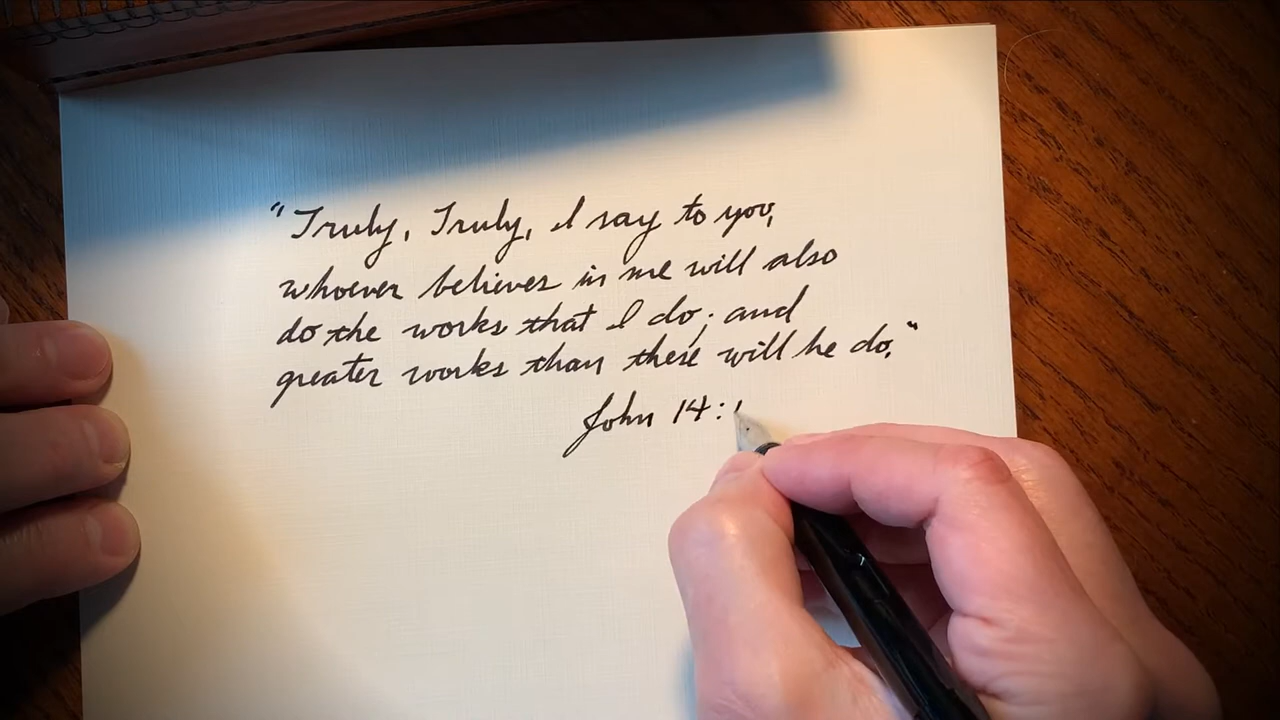 "Truly, Truly, I say to you,
whoever believes in me will also
do the works that I do; and
greater works than these will he do."
John 14:1